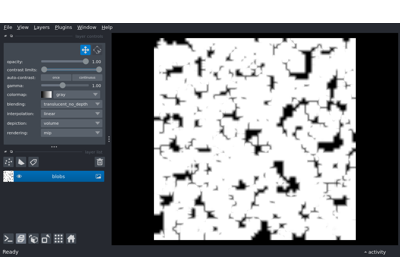 File View Layers Plugins Window Help
opacity: 1.00
contrast limits:
auto-contrast: once continuous
gamma: 1.00
colormap: gray
blending: translucent_no_depth
interpolation: linear
depiction: volume
rendering: mip
blobs
Ready
activity